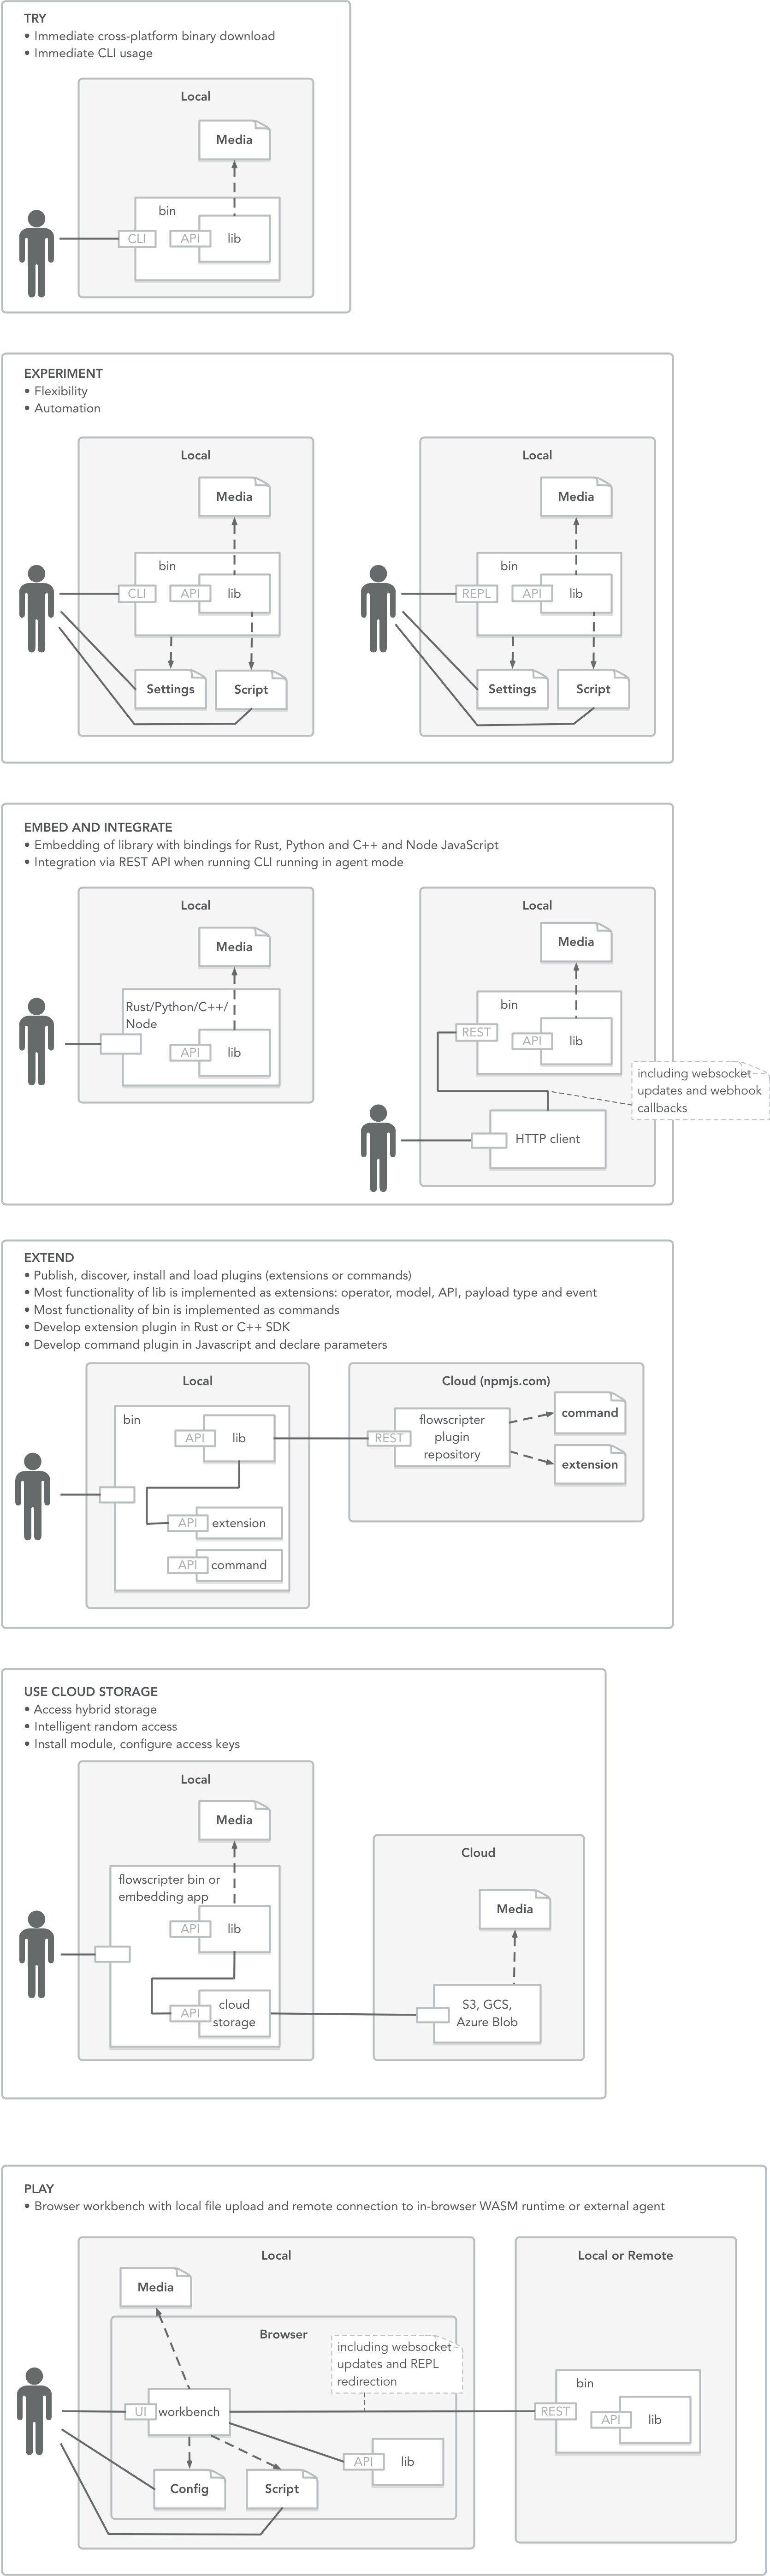 TRY
• Immediate cross-platform binary download
• Immediate CLI usage
Local
Media
bin
CLI
API
lib
EXPERIMENT
• Flexibility
• Automation
Local
Media
bin
CLI
API
lib
Settings
Script
Local
Media
bin
REPL
API
lib
Settings
Script
EMBED AND INTEGRATE
• Embedding of library with bindings for Rust, Python and C++ and Node JavaScript
• Integration via REST API when running CLI running in agent mode
Local
Media
Rust/Python/C++/
Node
API
lib
Local
Media
bin
REST
API
lib
including websocket
updates and webhook
callbacks
HTTP client
EXTEND
• Publish, discover, install and load plugins (extensions or commands)
• Most functionality of lib is implemented as extensions: operator, model, API, payload type and event
• Most functionality of bin is implemented as commands
• Develop extension plugin in Rust or C++ SDK
• Develop command plugin in Javascript and declare parameters
Local
bin
API
lib
API
extension
API
command
Cloud (npmjs.com)
REST
flowscripter
plugin
repository
command
extension
USE CLOUD STORAGE
• Access hybrid storage
• Intelligent random access
• Install module, configure access keys
Local
Media
flowscripter bin or
embedding app
API
lib
API
cloud
storage
Cloud
Media
S3, GCS,
Azure Blob
PLAY
• Browser workbench with local file upload and remote connection to in-browser WASM runtime or external agent
Local
Media
Browser
including websocket
updates and REPL
redirection
UI
workbench
API
lib
Config
Script
Local or Remote
bin
REST
API
lib